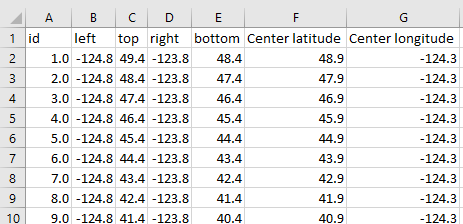 A B C D E F G
1 id left top right bottom Center latitude Center longitude
2 1.0 -124.8 49.4 -123.8 48.4 48.9 -124.3
3 2.0 -124.8 48.4 -123.8 47.4 47.9 -124.3
4 3.0 -124.8 47.4 -123.8 46.4 46.9 -124.3
5 4.0 -124.8 46.4 -123.8 45.4 45.9 -124.3
6 5.0 -124.8 45.4 -123.8 44.4 44.9 -124.3
7 6.0 -124.8 44.4 -123.8 43.4 43.9 -124.3
8 7.0 -124.8 43.4 -123.8 42.4 42.9 -124.3
9 8.0 -124.8 42.4 -123.8 41.4 41.9 -124.3
10 9.0 -124.8 41.4 -123.8 40.4 40.9 -124.3